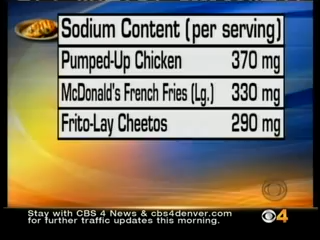 Sodium Content (per serving)
Pumped-Up Chicken 370 mg
McDonald's French Fries (Lg.) 330 mg
Frito-Lay Cheetos 290 mg
Stay with CBS 4 News & cbs4denver.com
for further traffic updates this morning.
4